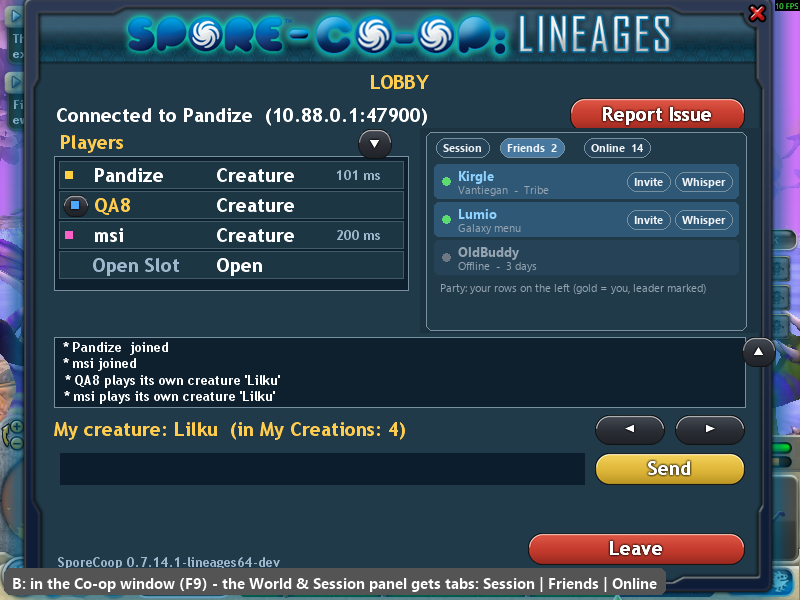 10 FPS
SPORE-CO-OP: LINEAGES
LOBBY
Connected to Pandize (10.88.0.1:47900)
Report Issue
Players
Session
Friends 2
Online 14
Pandize Creature 101 ms
QA8 Creature
msi Creature 200 ms
Open Slot Open
Kirgle
Vantiegan - Tribe
Invite
Whisper
Lumio
Galaxy menu
Invite
Whisper
OldBuddy
Offline - 3 days
Party: your rows on the left (gold = you, leader marked)
* Pandize joined
* msi joined
* QA8 plays its own creature 'Lilku'
* msi plays its own creature 'Lilku'
My creature: Lilku (in My Creations: 4)
Send
Leave
SporeCoop 0.7.14.1-lineages64-dev
B: in the Co-op window (F9) - the World & Session panel gets tabs: Session | Friends | Online